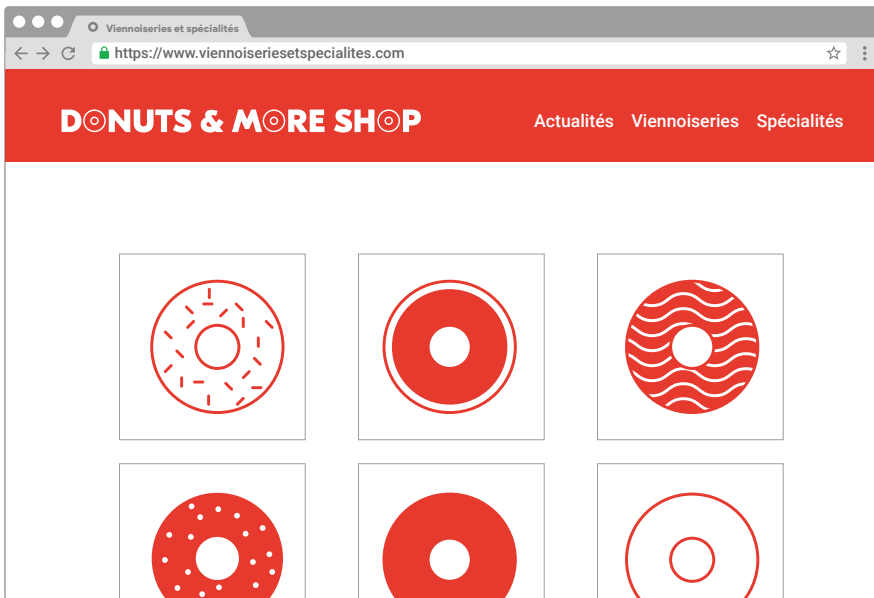 Viennoiseries et spécialités
https://www.viennoiseriesetspecialites.com
DONUTS & MORE SHOP
Actualités Viennoiseries Spécialités